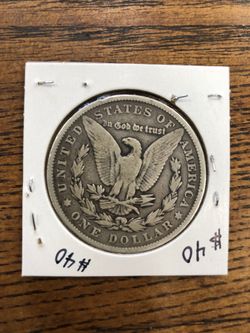 UNITED STATES OF AMERICA
In God we trust
ONE DOLLAR
$40
$40